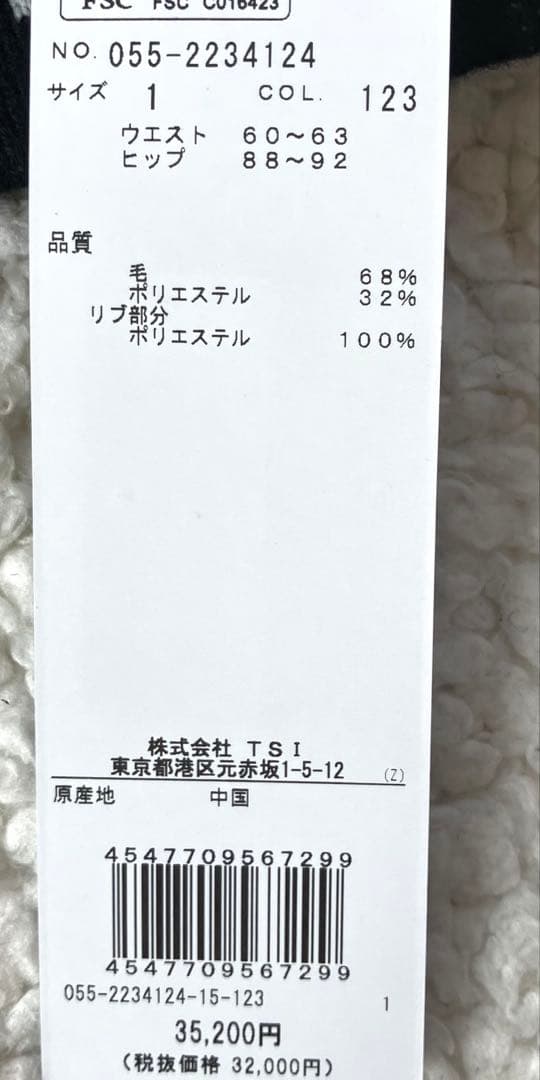 FSC FSC C016423
NO. 055-2234124
サイズ 1 COL. 123
ウエスト 60～63
ヒップ 88～92
品質
毛 68%
ポリエステル 32%
リブ部分
ポリエステル 100%
株式会社 TSI
東京都港区元赤坂1-5-12 (Z)
原産地 中国
4547709567299
4547709567299
055-2234124-15-123 1
35,200円
(税抜価格 32,000円)